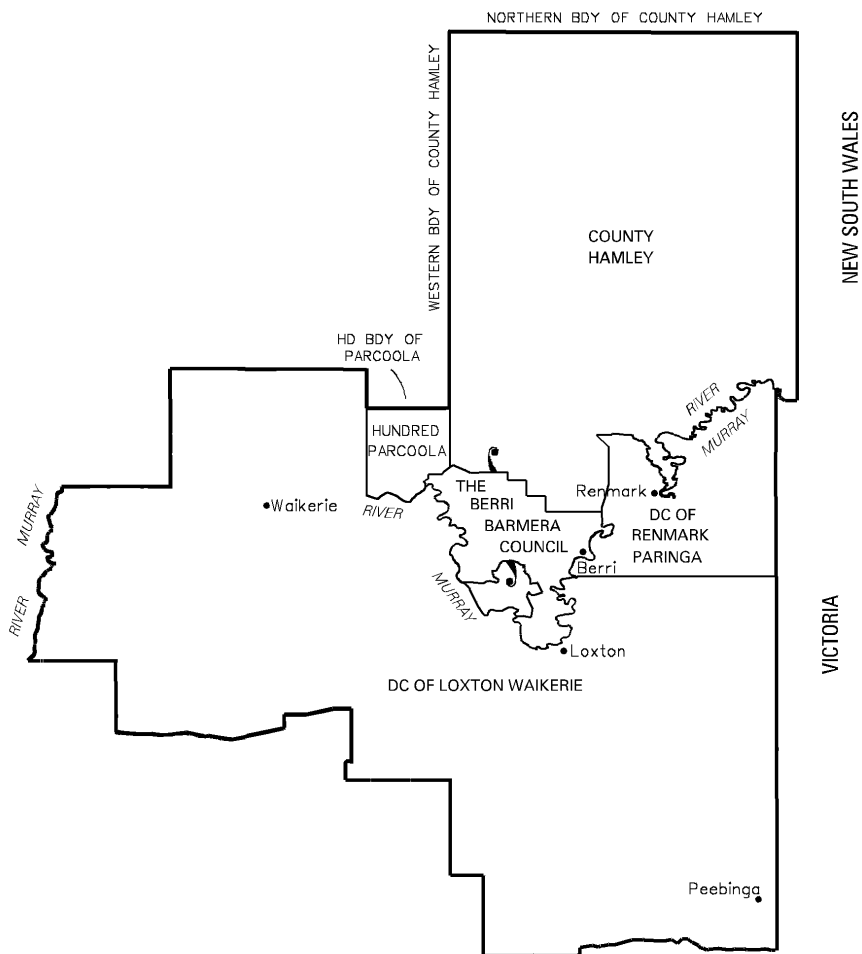 NORTHERN BDY OF COUNTY HAMLEY
WESTERN BDY OF COUNTY HAMLEY
NEW SOUTH WALES
COUNTY
HAMLEY
HD BDY OF
PARCOOLA
RIVER
MURRAY
HUNDRED
PARCOOLA
THE
BERRI
BARMERA
COUNCIL
Renmark
DC OF
RENMARK
PARINGA
Waikerie
RIVER
MURRAY
Berri
MURRAY
RIVER
Loxton
VICTORIA
DC OF LOXTON WAIKERIE
Peebinga